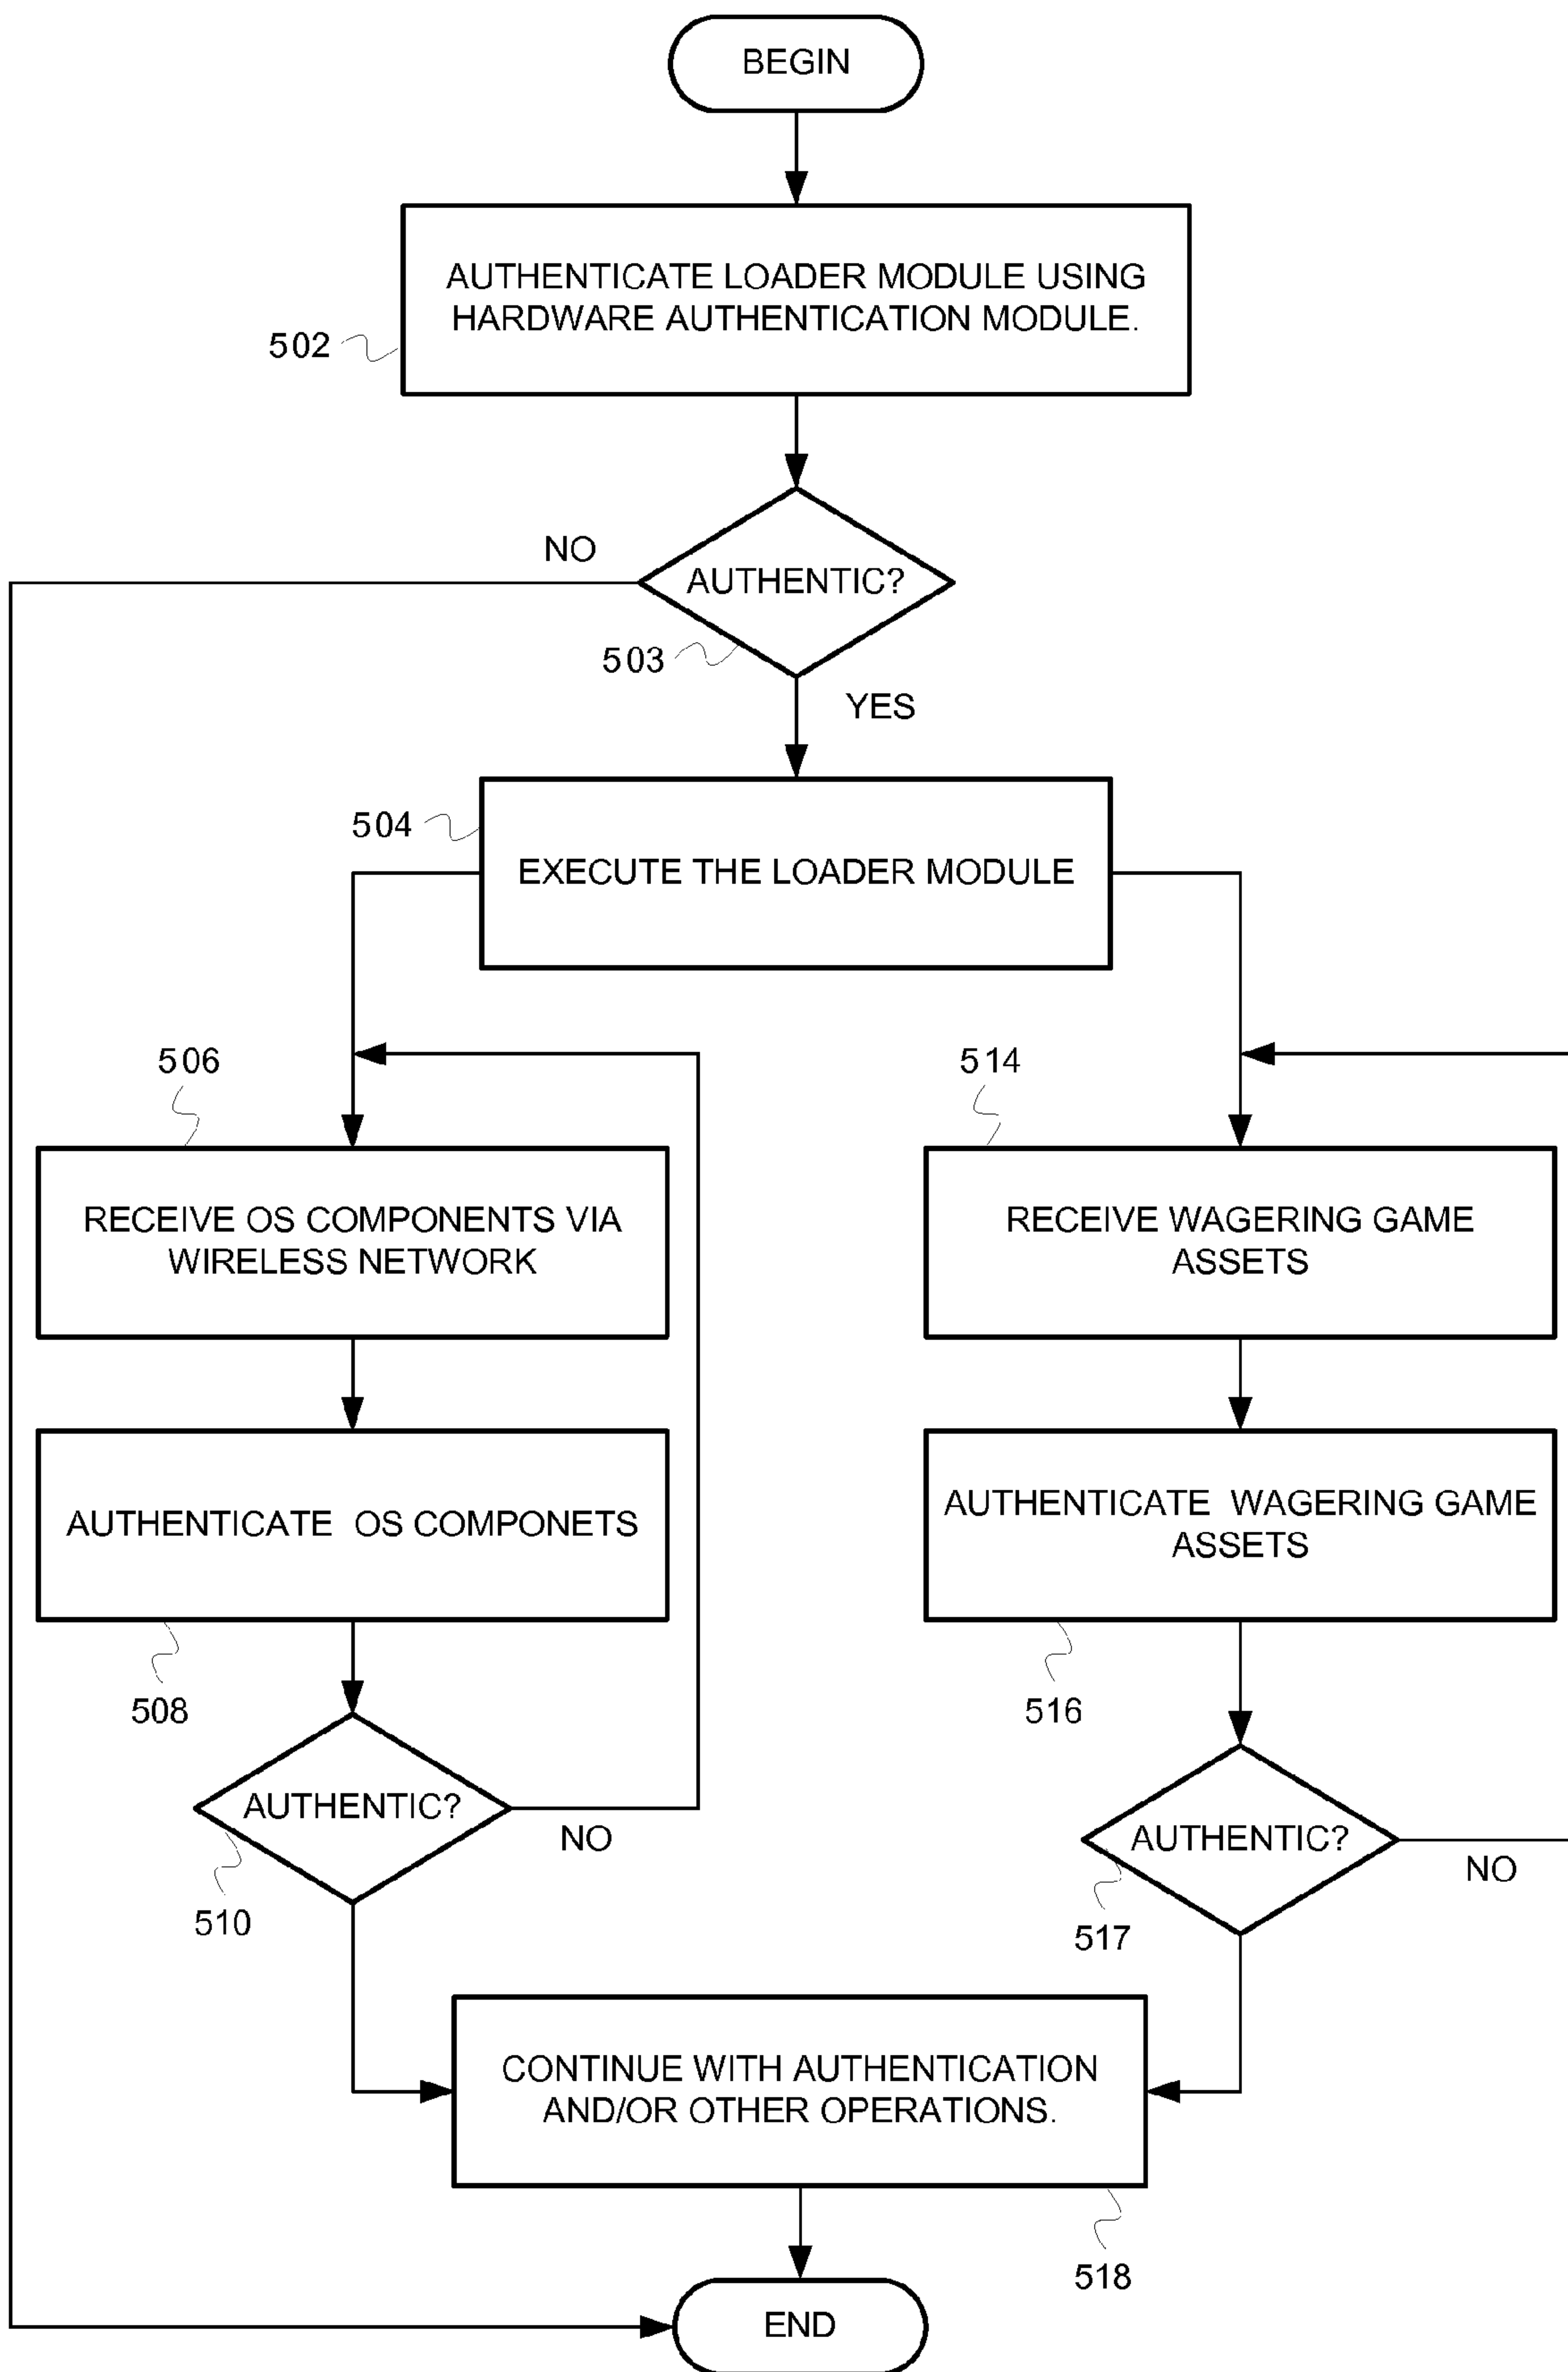 BEGIN
AUTHENTICATE LOADER MODULE USING
HARDWARE AUTHENTICATION MODULE.
502
NO
AUTHENTIC?
503
YES
504
EXECUTE THE LOADER MODULE
506
514
RECEIVE OS COMPONENTS VIA
WIRELESS NETWORK
RECEIVE WAGERING GAME
ASSETS
AUTHENTICATE OS COMPONETS
AUTHENTICATE WAGERING GAME
ASSETS
508
516
AUTHENTIC?
NO
AUTHENTIC?
NO
510
517
CONTINUE WITH AUTHENTICATION
AND/OR OTHER OPERATIONS.
518
END